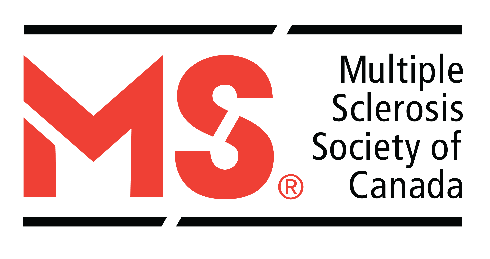 MS®
Multiple
Sclerosis
Society of
Canada